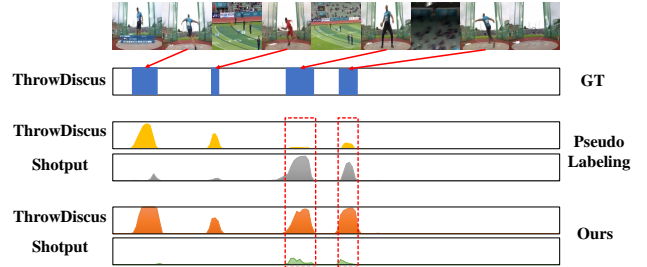 ThrowDiscus GT
ThrowDiscus
Pseudo
Shotput Labeling
ThrowDiscus
Ours
Shotput